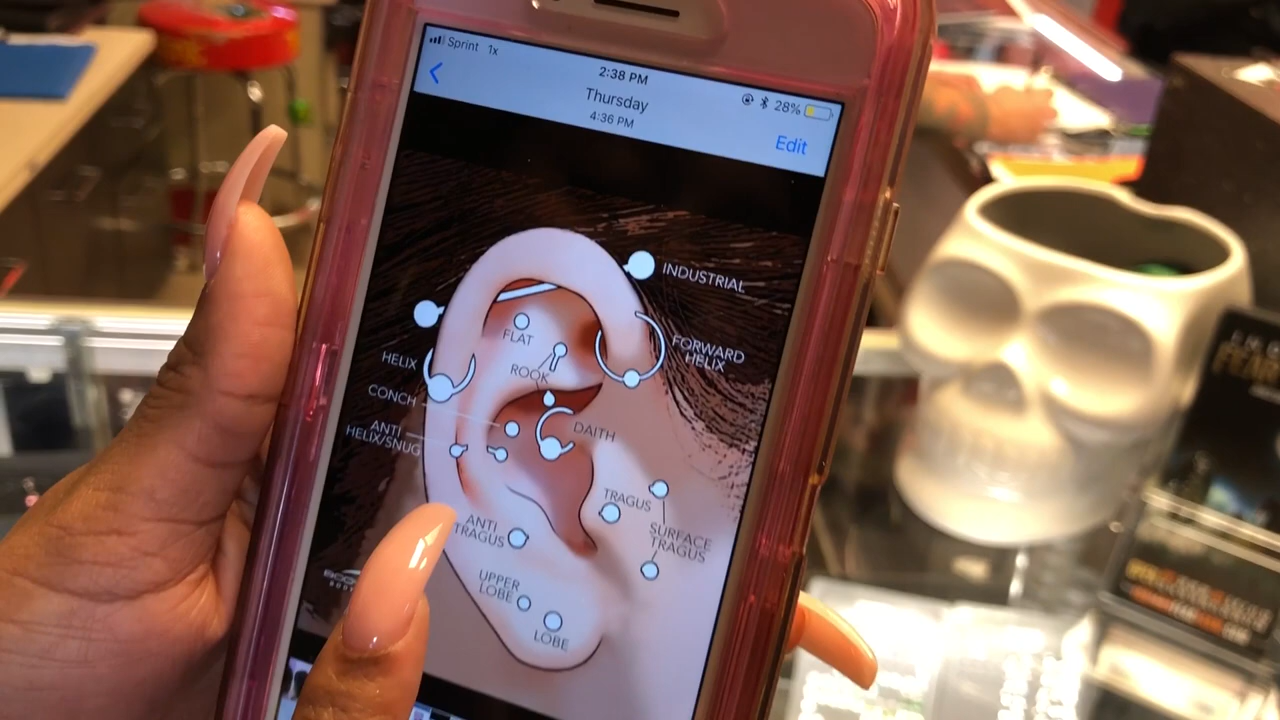 Sprint 1x
2:38 PM
28%
Thursday
4:36 PM
Edit
INDUSTRIAL
FLAT
FORWARD
HELIX
HELIX
ROOK
CONCH
DAITH
ANTI
HELIX/SNUG
TRAGUS
ANTI
TRAGUS
SURFACE
TRAGUS
UPPER
LOBE
LOBE